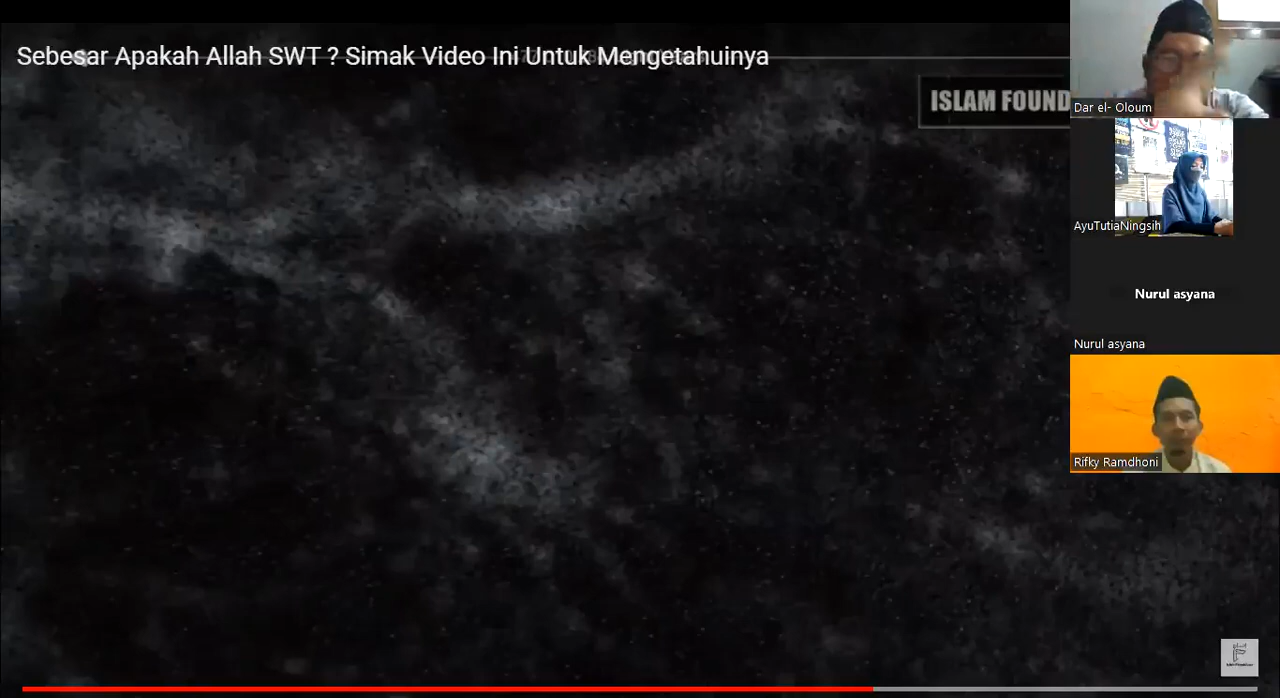 Sebesar Apakah Allah SWT ? Simak Video Ini Untuk Mengetahuinya
ISLAM FOUND
Dar el- Oloum
AyuTutiaNingsih
Nurul asyana
Nurul asyana
Rifky Ramdhoni